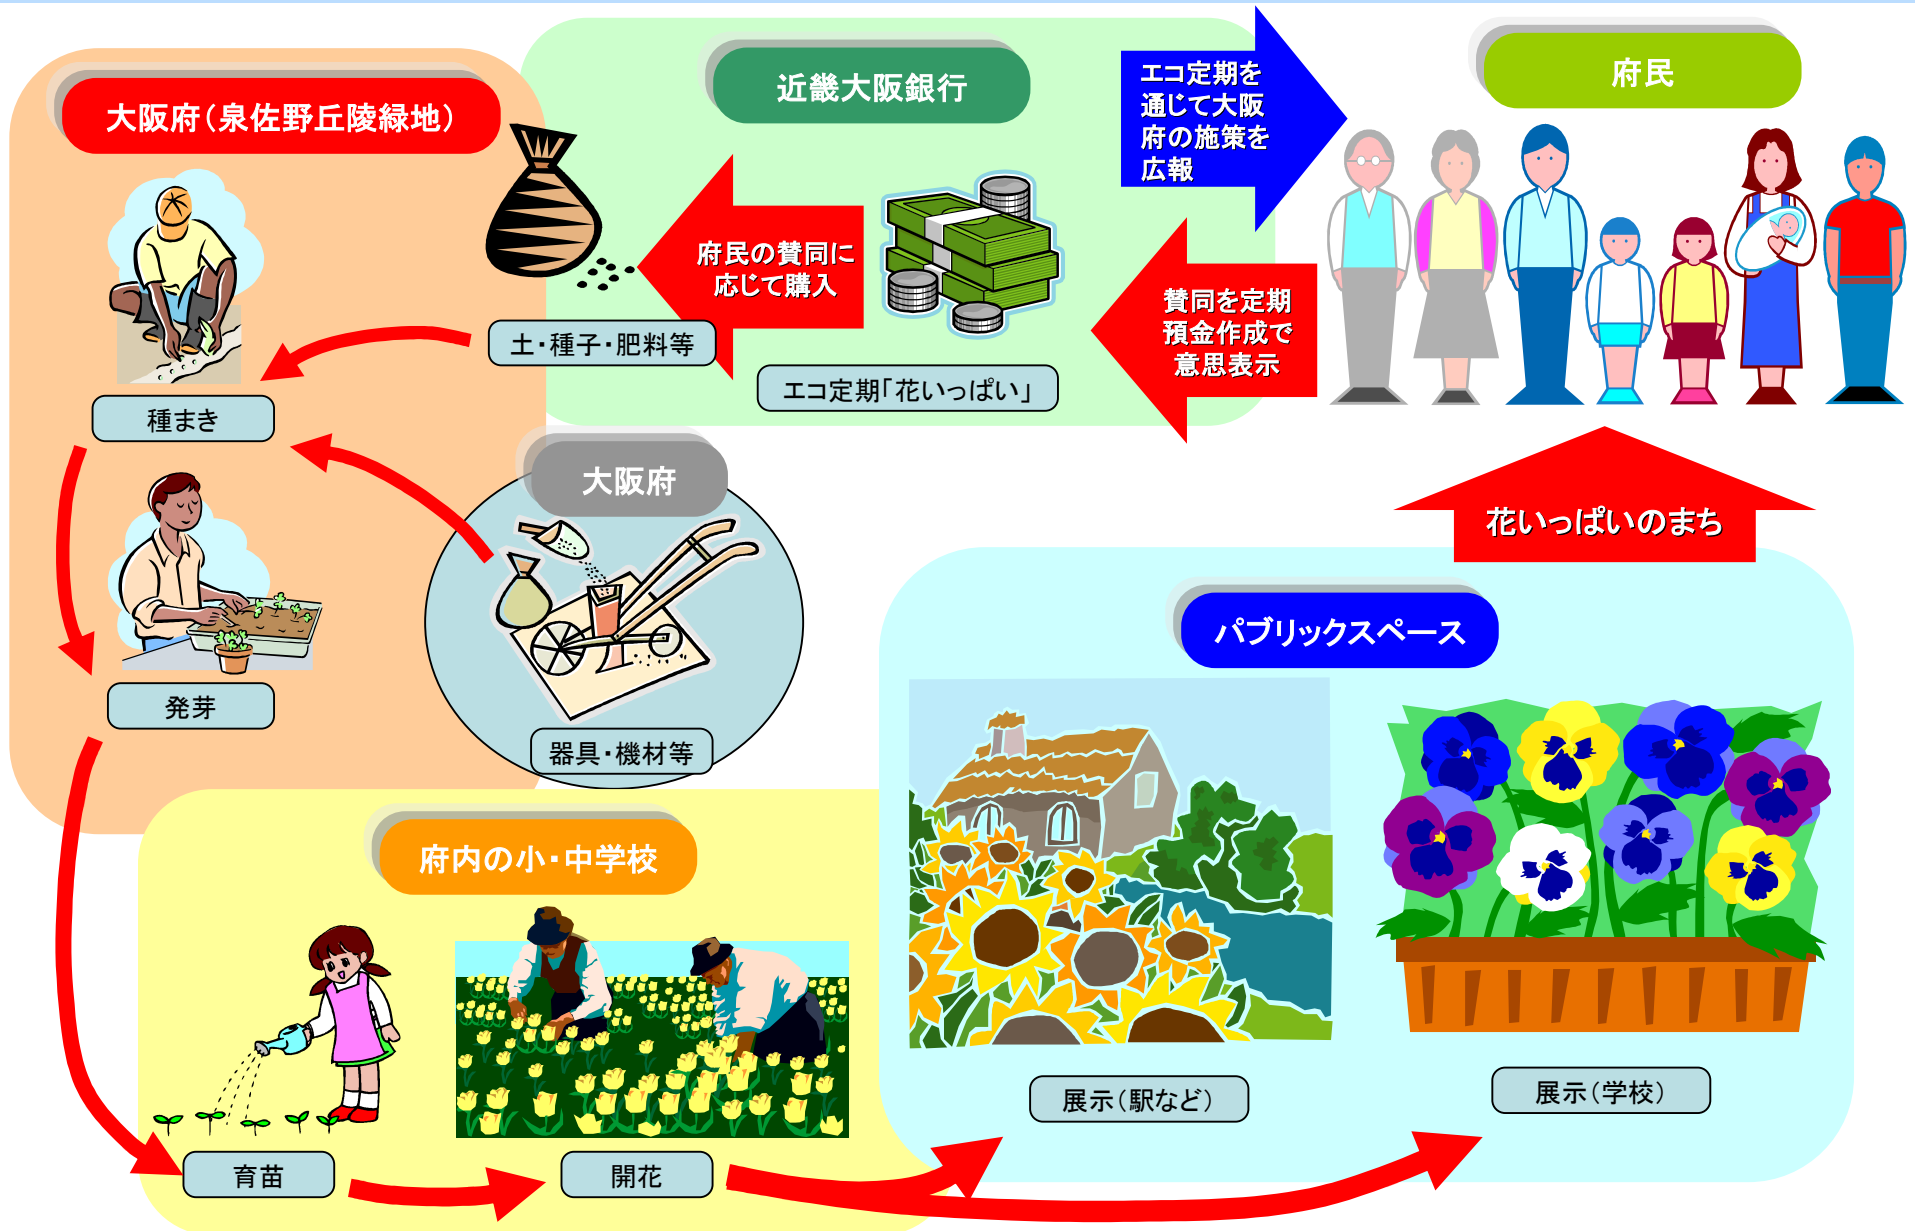 大阪府(泉佐野丘陵緑地)
近畿大阪銀行
エコ定期を
通じて大阪
府の施策を
広報
府民
府民の賛同に
応じて購入
賛同を定期
預金作成で
意思表示
土・種子・肥料等
エコ定期「花いっぱい」
種まき
大阪府
花いっぱいのまち
パブリックスペース
発芽
器具・機材等
府内の小・中学校
展示(駅など)
展示(学校)
育苗
開花